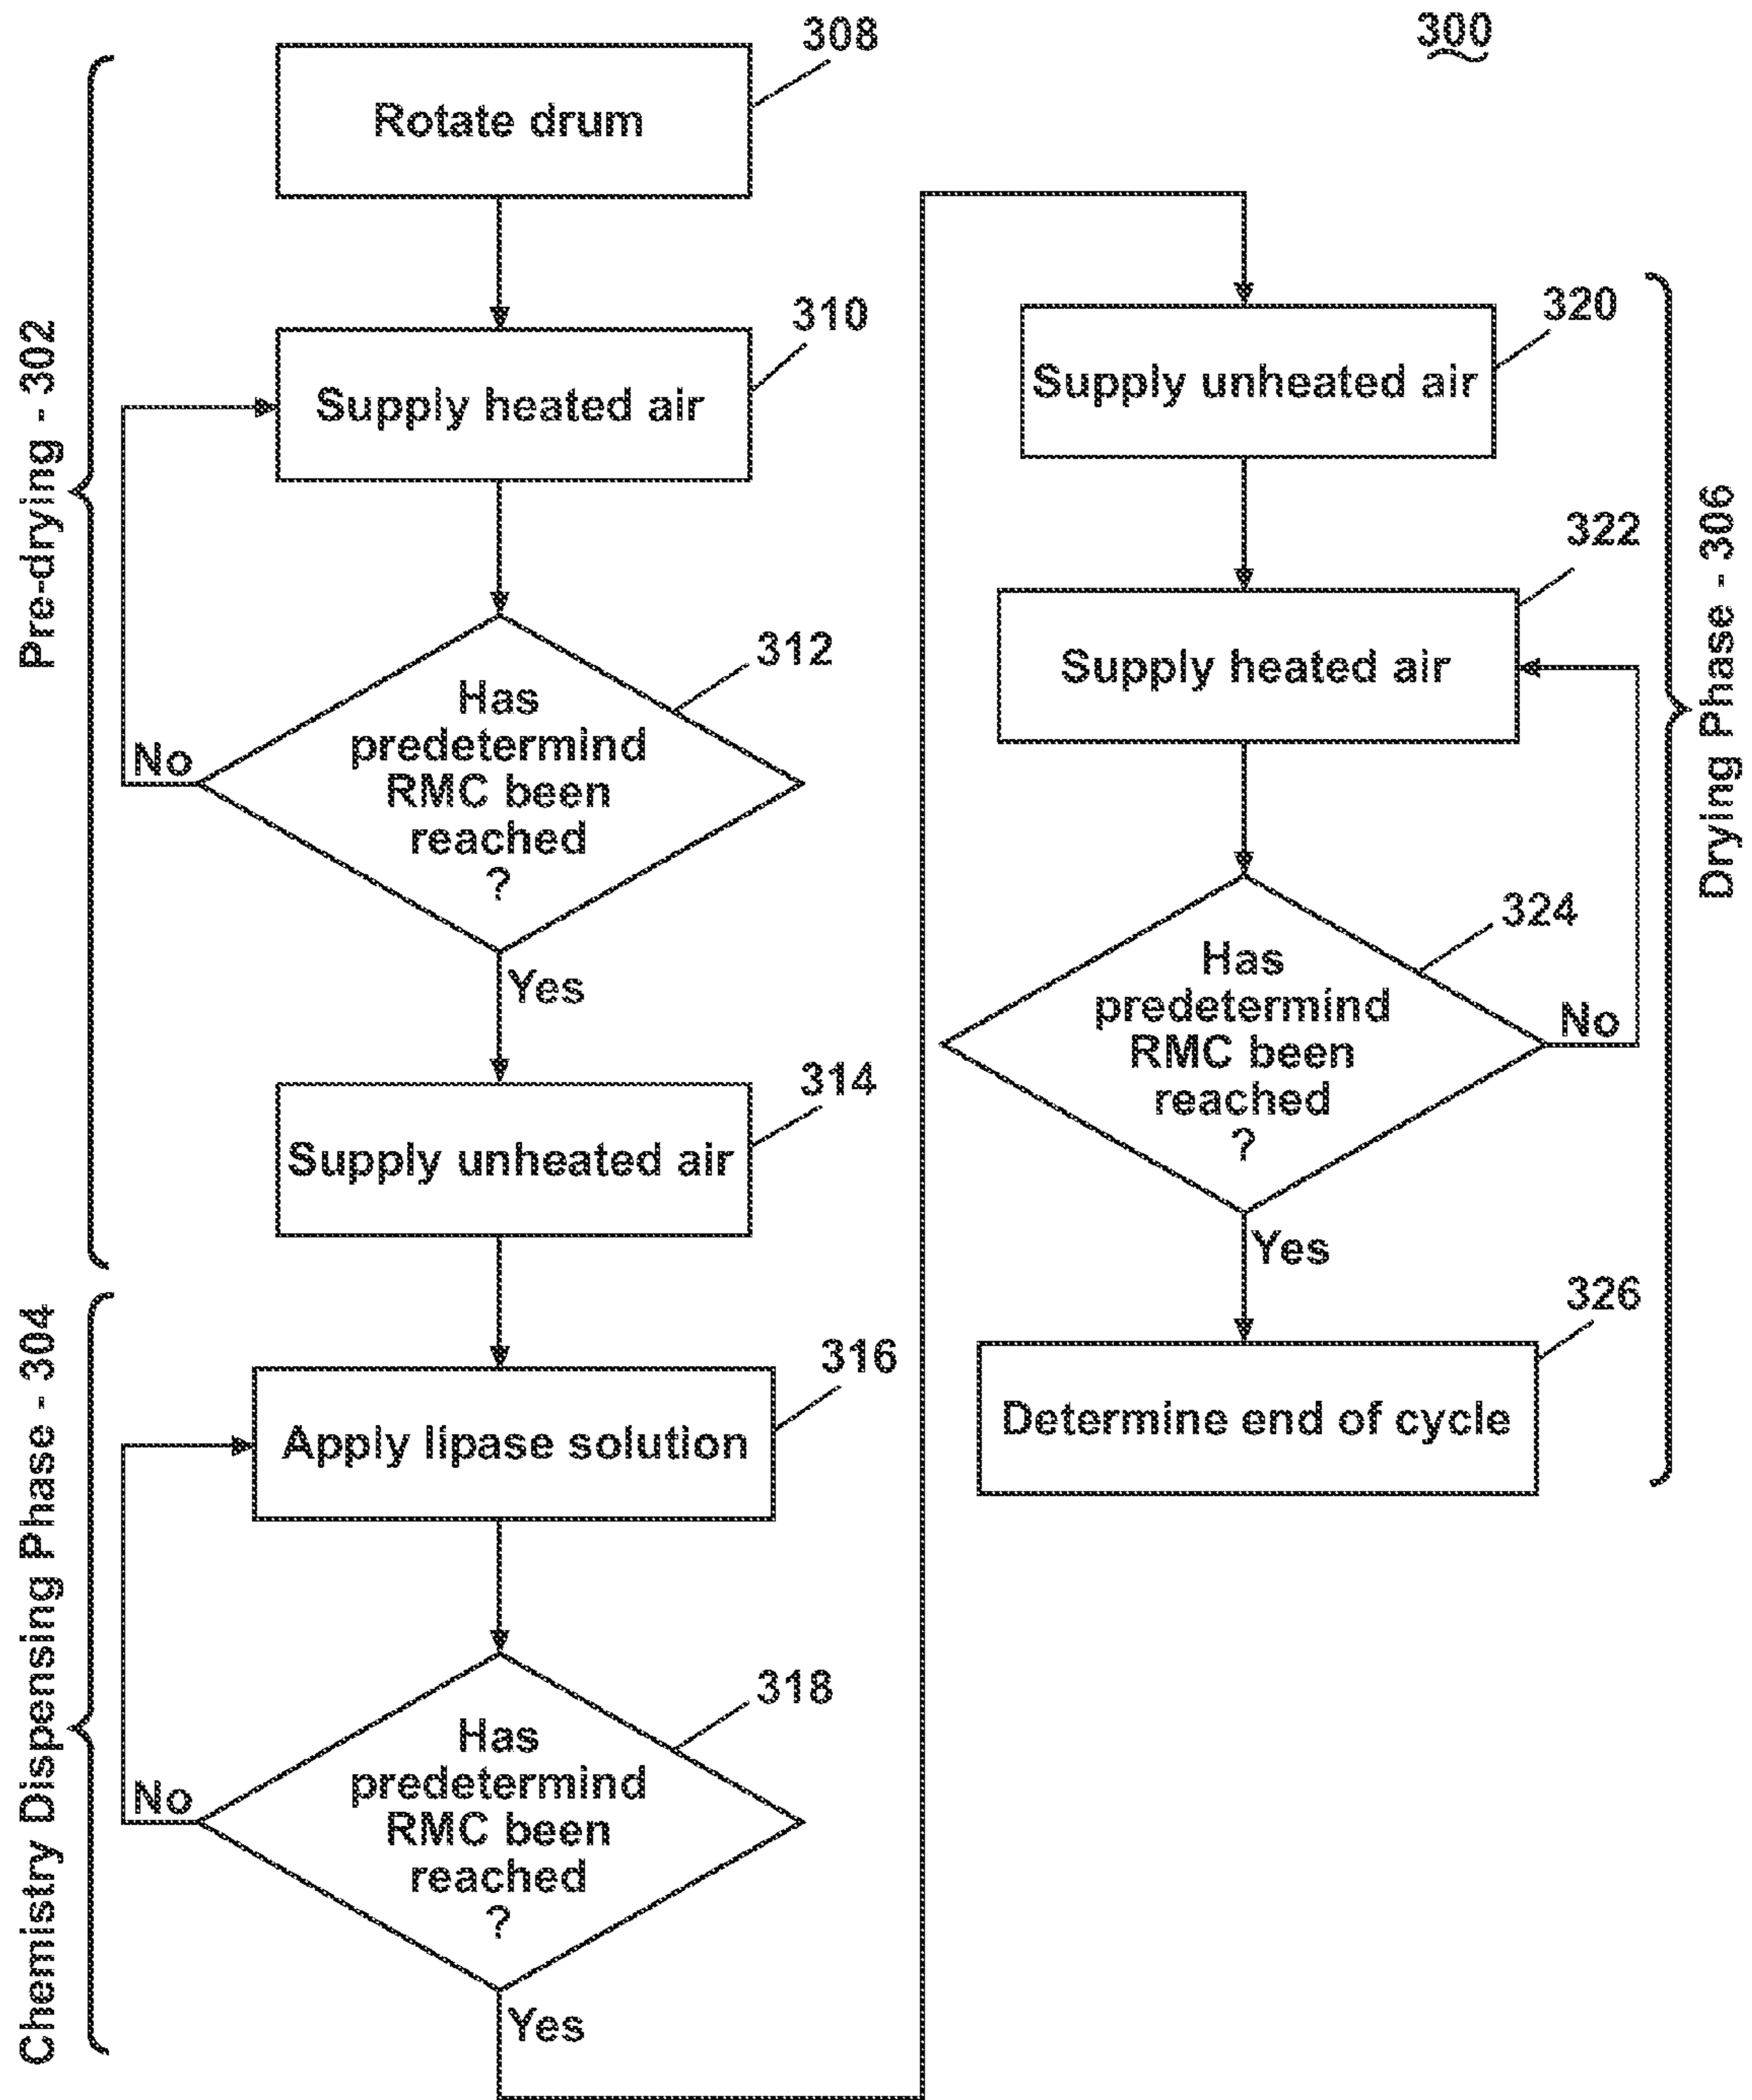 300
Pre-drying - 302
308
Rotate drum
310
Supply heated air
312
Has
predetermind
RMC been
reached
?
No
Yes
314
Supply unheated air
Chemistry Dispensing Phase - 304
316
Apply lipase solution
318
Has
predetermind
RMC been
reached
?
No
Yes
Drying Phase - 306
320
Supply unheated air
322
Supply heated air
324
Has
predetermind
RMC been
reached
?
No
Yes
326
Determine end of cycle